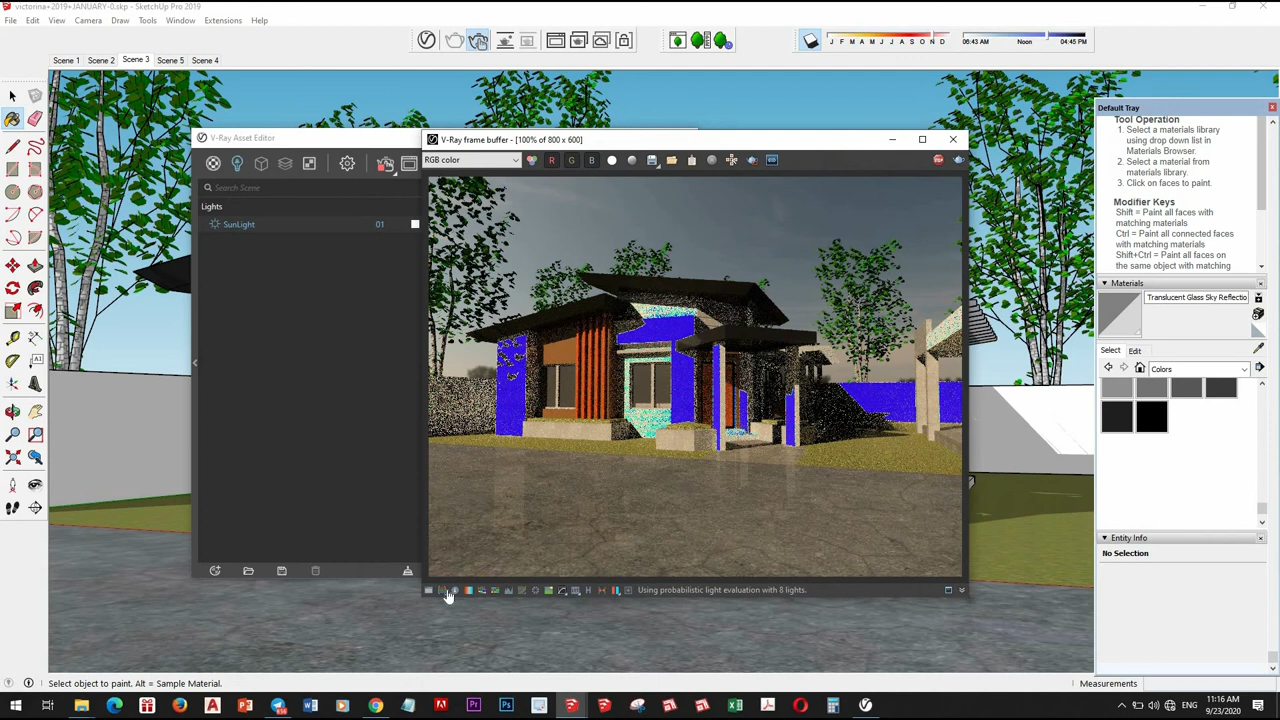 victorina+2019+JANUARY-0.skp - SketchUp Pro 2019
File Edit View Camera Draw Tools Window Extensions Help
J F M A M J J A S O N D 06:43 AM Noon 04:45 PM
Scene 1 Scene 2 Scene 3 Scene 5 Scene 4
V-Ray Asset Editor
Search Scene
Lights
SunLight 01
V-Ray frame buffer - [100% of 800 x 600]
RGB color R G B
Using probabilistic light evaluation with 8 lights.
Default Tray
Tool Operation
1. Select a materials library
using drop down list in
Materials Browser.
2. Select a material from
materials library.
3. Click on faces to paint.
Modifier Keys
Shift = Paint all faces with
matching materials
Ctrl = Paint all connected faces
with matching materials
Shift+Ctrl = Paint all faces on
the same object with matching
Materials
Translucent Glass Sky Reflectio
Select Edit
Colors
Entity Info
No Selection
Select object to paint. Alt = Sample Material.
Measurements
11:16 AM
9/23/2020